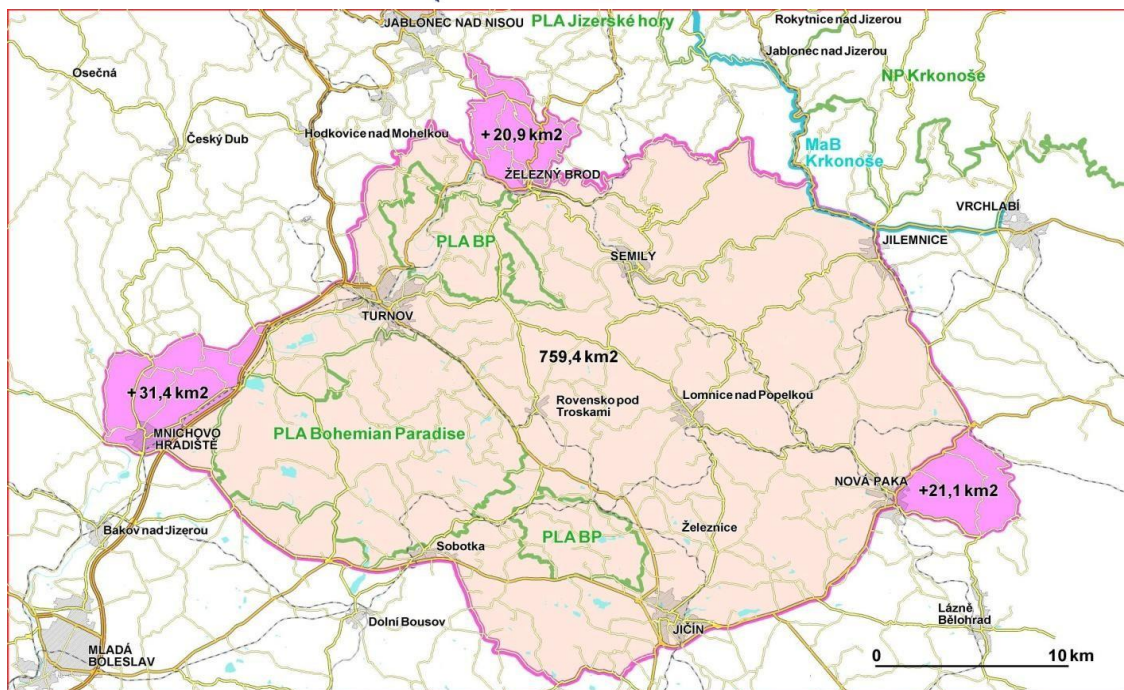 JABLONEC NAD NISOU
PLA Jizerské hory
Rokytnice nad Jizerou
Jablonec nad Jizerou
Osečná
NP Krkonoše
Český Dub
Hodkovice nad Mohelkou
+ 20,9 km2
MaB
Krkonoše
ŽELEZNÝ BROD
VRCHLABÍ
PLA BP
SEMILY
JILEMNICE
TURNOV
759,4 km2
+ 31,4 km2
Rovensko pod
Troskami
Lomnice nad Popelkou
MNICHOVO
HRADIŠTĚ
PLA Bohemian Paradise
NOVÁ PAKA
+21,1 km2
Bakov nad Jizerou
Železnice
PLA BP
Sobotka
Dolní Bousov
JIČÍN
Lázně
Bělohrad
MLADÁ
BOLESLAV
0 10 km